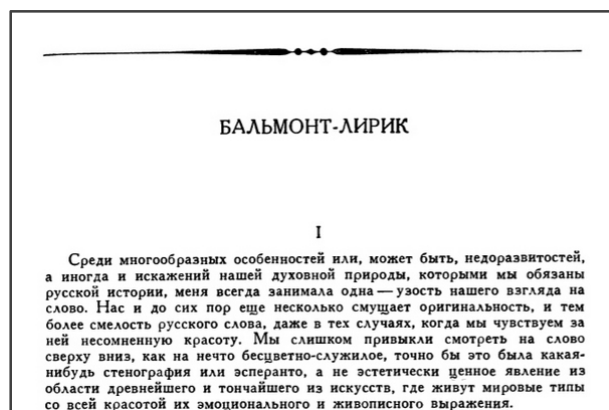 БАЛЬМОНТ-ЛИРИК
I
Среди многообразных особенностей или, может быть, недоразвитостей,
а иногда и искажений нашей духовной природы, которыми мы обязаны
русской истории, меня всегда занимала одна — узость нашего взгляда на
слово. Нас и до сих пор еще несколько смущает оригинальность, и тем
более смелость русского слова, даже в тех случаях, когда мы чувствуем за
ней несомненную красоту. Мы слишком привыкли смотреть на слово
сверху вниз, как на нечто бесцветно-служилое, точно бы это была какая-
нибудь стенография или эсперанто, а не эстетически ценное явление из
области древнейшего и тончайшего из искусств, где живут мировые типы
со всей красотой их эмоционального и живописного выражения.